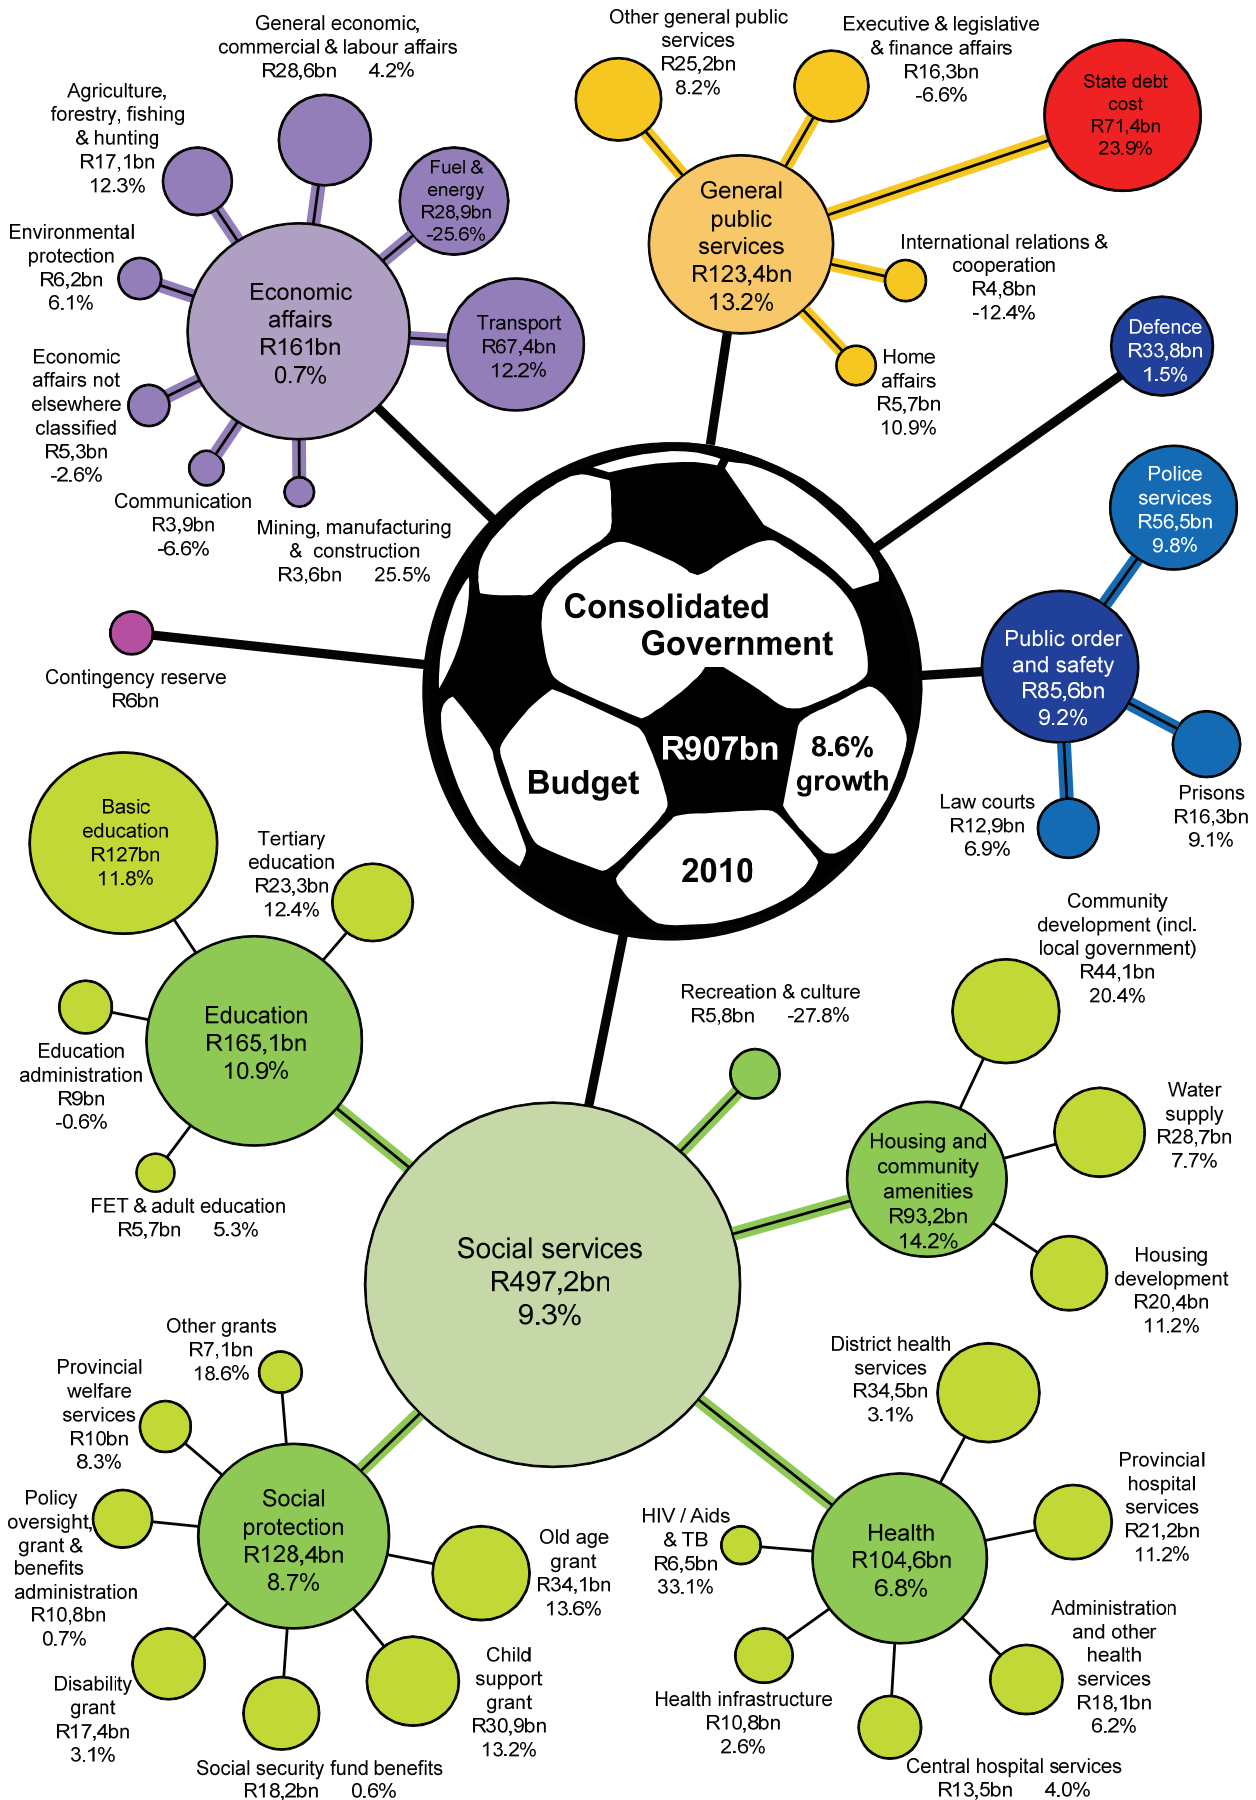 General economic,
commercial & labour affairs
R28,6bn 4.2%
Agriculture,
forestry, fishing
& hunting
R17,1bn
12.3%
Fuel &
energy
R28,9bn
-25.6%
Environmental
protection
R6,2bn
6.1%
Economic
affairs
R161bn
0.7%
Transport
R67,4bn
12.2%
Economic
affairs not
elsewhere
classified
R5,3bn
-2.6%
Communication
R3,9bn
-6.6%
Mining, manufacturing
& construction
R3,6bn 25.5%
Other general public
services
R25,2bn
8.2%
Executive & legislative
& finance affairs
R16,3bn
-6.6%
State debt
cost
R71,4bn
23.9%
General
public
services
R123,4bn
13.2%
International relations &
cooperation
R4,8bn
-12.4%
Home
affairs
R5,7bn
10.9%
Defence
R33,8bn
1.5%
Police
services
R56,5bn
9.8%
Public order
and safety
R85,6bn
9.2%
Prisons
R16,3bn
9.1%
Law courts
R12,9bn
6.9%
Contingency reserve
R6bn
Consolidated
Government
Budget
R907bn
8.6%
growth
2010
Basic
education
R127bn
11.8%
Tertiary
education
R23,3bn
12.4%
Education
R165,1bn
10.9%
Education
administration
R9bn
-0.6%
FET & adult education
R5,7bn 5.3%
Recreation & culture
R5,8bn -27.8%
Community
development (incl.
local government)
R44,1bn
20.4%
Water
supply
R28,7bn
7.7%
Housing and
community
amenities
R93,2bn
14.2%
Housing
development
R20,4bn
11.2%
Social services
R497,2bn
9.3%
Other grants
R7,1bn
18.6%
Provincial
welfare
services
R10bn
8.3%
Policy
oversight,
grant &
benefits
administration
R10,8bn
0.7%
Social
protection
R128,4bn
8.7%
Old age
grant
R34,1bn
13.6%
Disability
grant
R17,4bn
3.1%
Social security fund benefits
R18,2bn 0.6%
Child
support
grant
R30,9bn
13.2%
District health
services
R34,5bn
3.1%
Provincial
hospital
services
R21,2bn
11.2%
HIV / Aids
& TB
R6,5bn
33.1%
Health
R104,6bn
6.8%
Administration
and other
health
services
R18,1bn
6.2%
Health infrastructure
R10,8bn
2.6%
Central hospital services
R13,5bn 4.0%